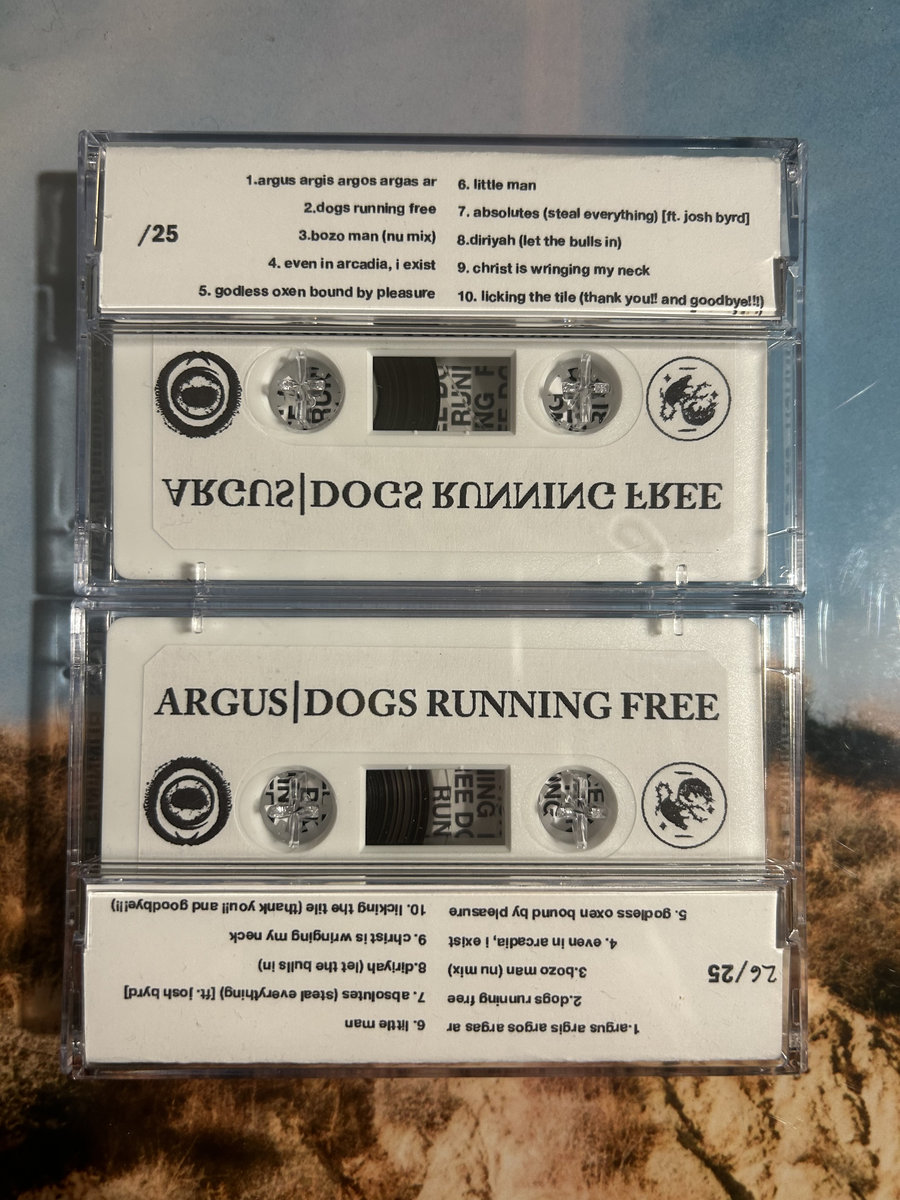 1.argus argis argos argas ar
2.dogs running free
3.bozo man (nu mix)
4. even in arcadia, i exist
5. godless oxen bound by pleasure
6. little man
7. absolutes (steal everything) [ft. josh byrd]
8.diriyah (let the bulls in)
9. christ is wringing my neck
10. licking the tile (thank you!! and goodbye!!!)
/25
ARGUS|DOGS RUNNING FREE
ARGUS|DOGS RUNNING FREE
1.argus argis argos argas ar
2.dogs running free
3.bozo man (nu mix)
4. even in arcadia, i exist
5. godless oxen bound by pleasure
6. little man
7. absolutes (steal everything) [ft. josh byrd]
8.diriyah (let the bulls in)
9. christ is wringing my neck
10. licking the tile (thank you!! and goodbye!!!)
/25